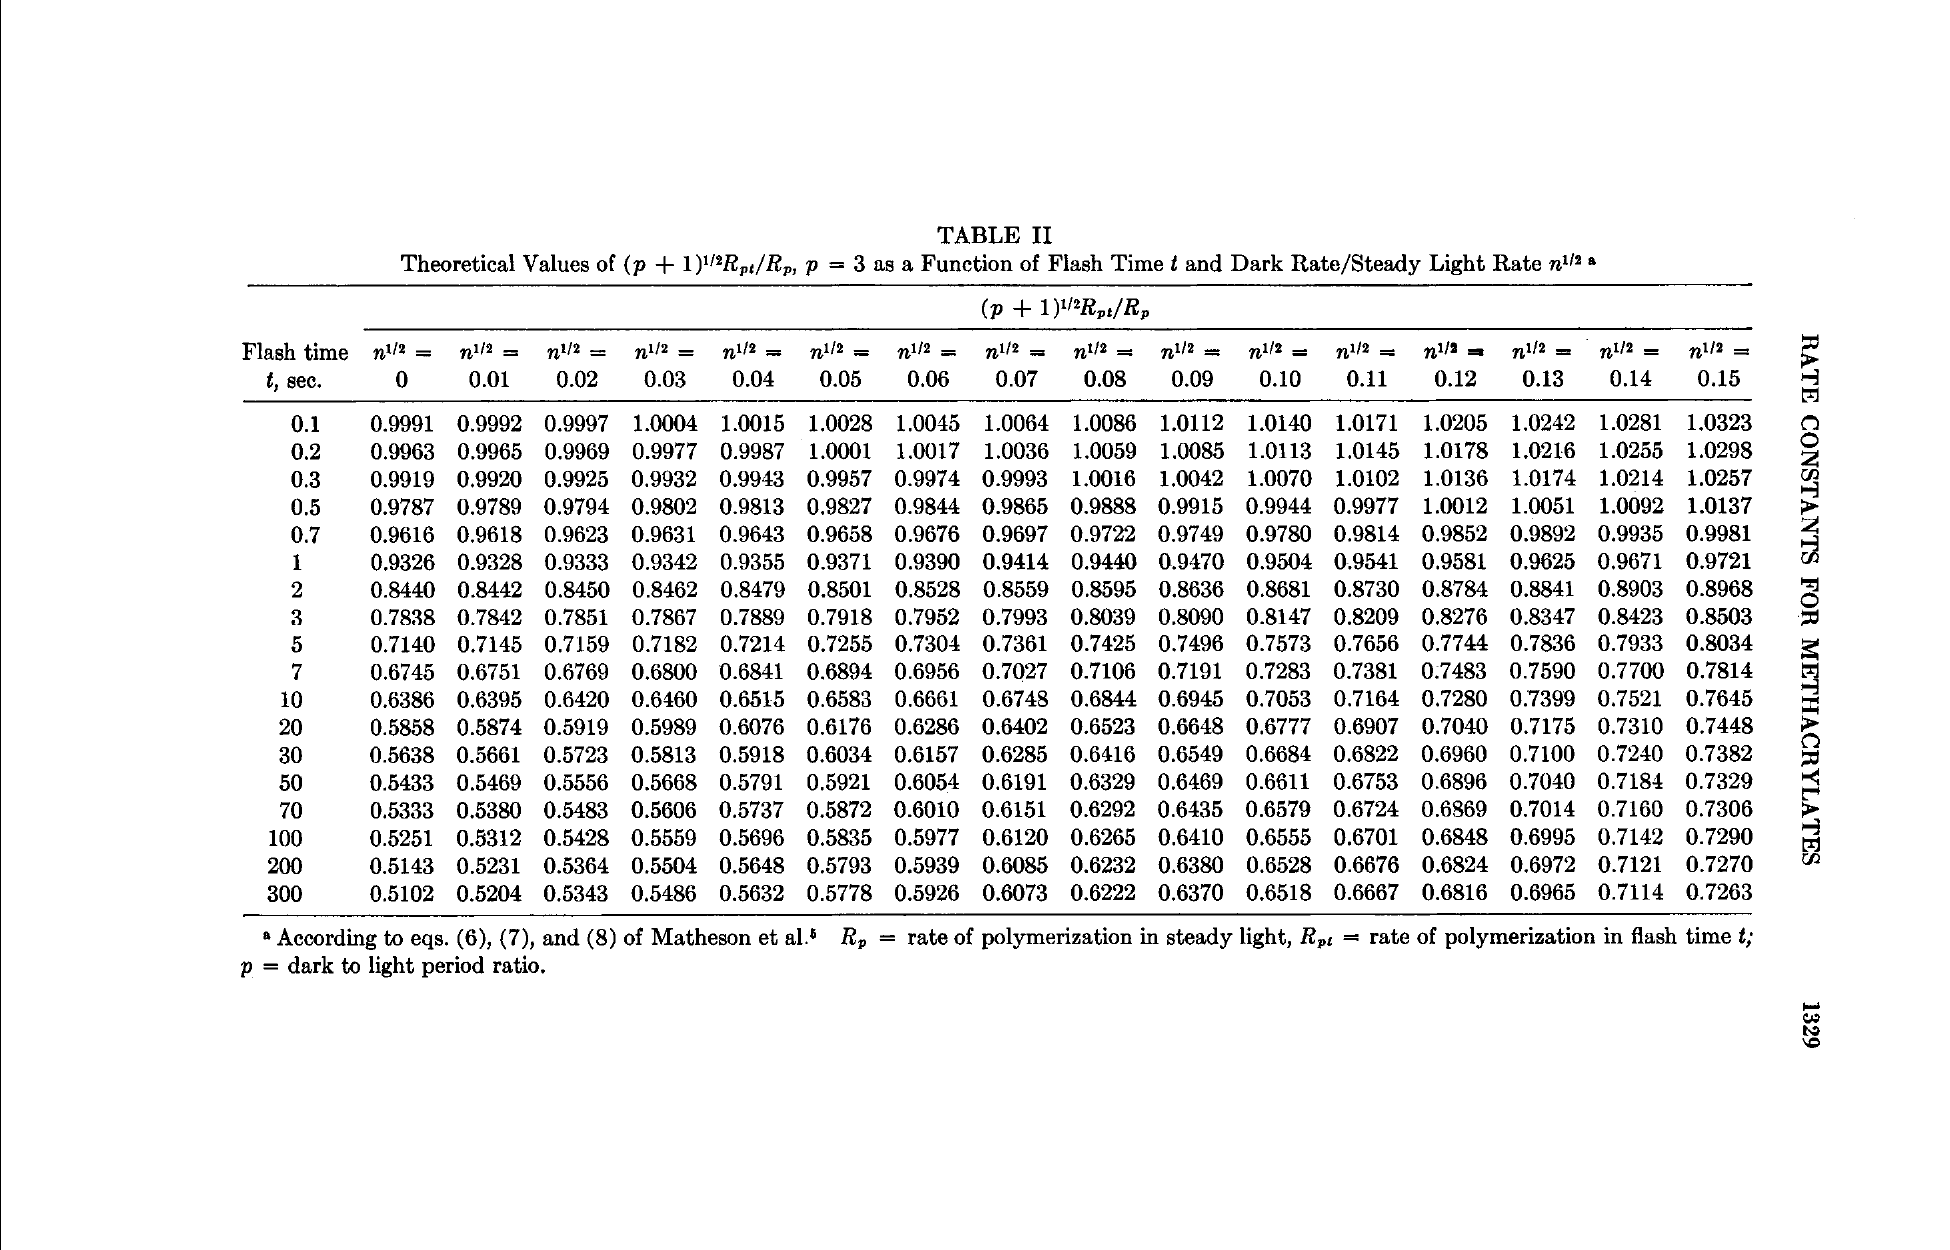 TABLE II
Theoretical Values of (p + 1)^{1/2}R_{pt}/R_p, p = 3 as a Function of Flash Time t and Dark Rate/Steady Light Rate n^{1/2} ᵃ
(p + 1)^{1/2}R_{pt}/R_p
Flash time n^{1/2} = n^{1/2} = n^{1/2} = n^{1/2} = n^{1/2} = n^{1/2} = n^{1/2} = n^{1/2} = n^{1/2} = n^{1/2} = n^{1/2} = n^{1/2} = n^{1/2} = n^{1/2} = n^{1/2} = n^{1/2} =
t, sec. 0 0.01 0.02 0.03 0.04 0.05 0.06 0.07 0.08 0.09 0.10 0.11 0.12 0.13 0.14 0.15
0.1 0.9991 0.9992 0.9997 1.0004 1.0015 1.0028 1.0045 1.0064 1.0086 1.0112 1.0140 1.0171 1.0205 1.0242 1.0281 1.0323
0.2 0.9963 0.9965 0.9969 0.9977 0.9987 1.0001 1.0017 1.0036 1.0059 1.0085 1.0113 1.0145 1.0178 1.0216 1.0255 1.0298
0.3 0.9919 0.9920 0.9925 0.9932 0.9943 0.9957 0.9974 0.9993 1.0016 1.0042 1.0070 1.0102 1.0136 1.0174 1.0214 1.0257
0.5 0.9787 0.9789 0.9794 0.9802 0.9813 0.9827 0.9844 0.9865 0.9888 0.9915 0.9944 0.9977 1.0012 1.0051 1.0092 1.0137
0.7 0.9616 0.9618 0.9623 0.9631 0.9643 0.9658 0.9676 0.9697 0.9722 0.9749 0.9780 0.9814 0.9852 0.9892 0.9935 0.9981
1 0.9326 0.9328 0.9333 0.9342 0.9355 0.9371 0.9390 0.9414 0.9440 0.9470 0.9504 0.9541 0.9581 0.9625 0.9671 0.9721
2 0.8440 0.8442 0.8450 0.8462 0.8479 0.8501 0.8528 0.8559 0.8595 0.8636 0.8681 0.8730 0.8784 0.8841 0.8903 0.8968
3 0.7838 0.7842 0.7851 0.7867 0.7889 0.7918 0.7952 0.7993 0.8039 0.8090 0.8147 0.8209 0.8276 0.8347 0.8423 0.8503
5 0.7140 0.7145 0.7159 0.7182 0.7214 0.7255 0.7304 0.7361 0.7425 0.7496 0.7573 0.7656 0.7744 0.7836 0.7933 0.8034
7 0.6745 0.6751 0.6769 0.6800 0.6841 0.6894 0.6956 0.7027 0.7106 0.7191 0.7283 0.7381 0.7483 0.7590 0.7700 0.7814
10 0.6386 0.6395 0.6420 0.6460 0.6515 0.6583 0.6661 0.6748 0.6844 0.6945 0.7053 0.7164 0.7280 0.7399 0.7521 0.7645
20 0.5858 0.5874 0.5919 0.5989 0.6076 0.6176 0.6286 0.6402 0.6523 0.6648 0.6777 0.6907 0.7040 0.7175 0.7310 0.7448
30 0.5638 0.5661 0.5723 0.5813 0.5918 0.6034 0.6157 0.6285 0.6416 0.6549 0.6684 0.6822 0.6960 0.7100 0.7240 0.7382
50 0.5433 0.5469 0.5556 0.5668 0.5791 0.5921 0.6054 0.6191 0.6329 0.6469 0.6611 0.6753 0.6896 0.7040 0.7184 0.7329
70 0.5333 0.5380 0.5483 0.5606 0.5737 0.5872 0.6010 0.6151 0.6292 0.6435 0.6579 0.6724 0.6869 0.7014 0.7160 0.7306
100 0.5251 0.5312 0.5428 0.5559 0.5696 0.5835 0.5977 0.6120 0.6265 0.6410 0.6555 0.6701 0.6848 0.6995 0.7142 0.7290
200 0.5143 0.5231 0.5364 0.5504 0.5648 0.5793 0.5939 0.6085 0.6232 0.6380 0.6528 0.6676 0.6824 0.6972 0.7121 0.7270
300 0.5102 0.5204 0.5343 0.5486 0.5632 0.5778 0.5926 0.6073 0.6222 0.6370 0.6518 0.6667 0.6816 0.6965 0.7114 0.7263
ᵃ According to eqs. (6), (7), and (8) of Matheson et al.⁵ R_p = rate of polymerization in steady light, R_{pt} = rate of polymerization in flash time t;
p = dark to light period ratio.
RATE CONSTANTS FOR METHACRYLATES
1329